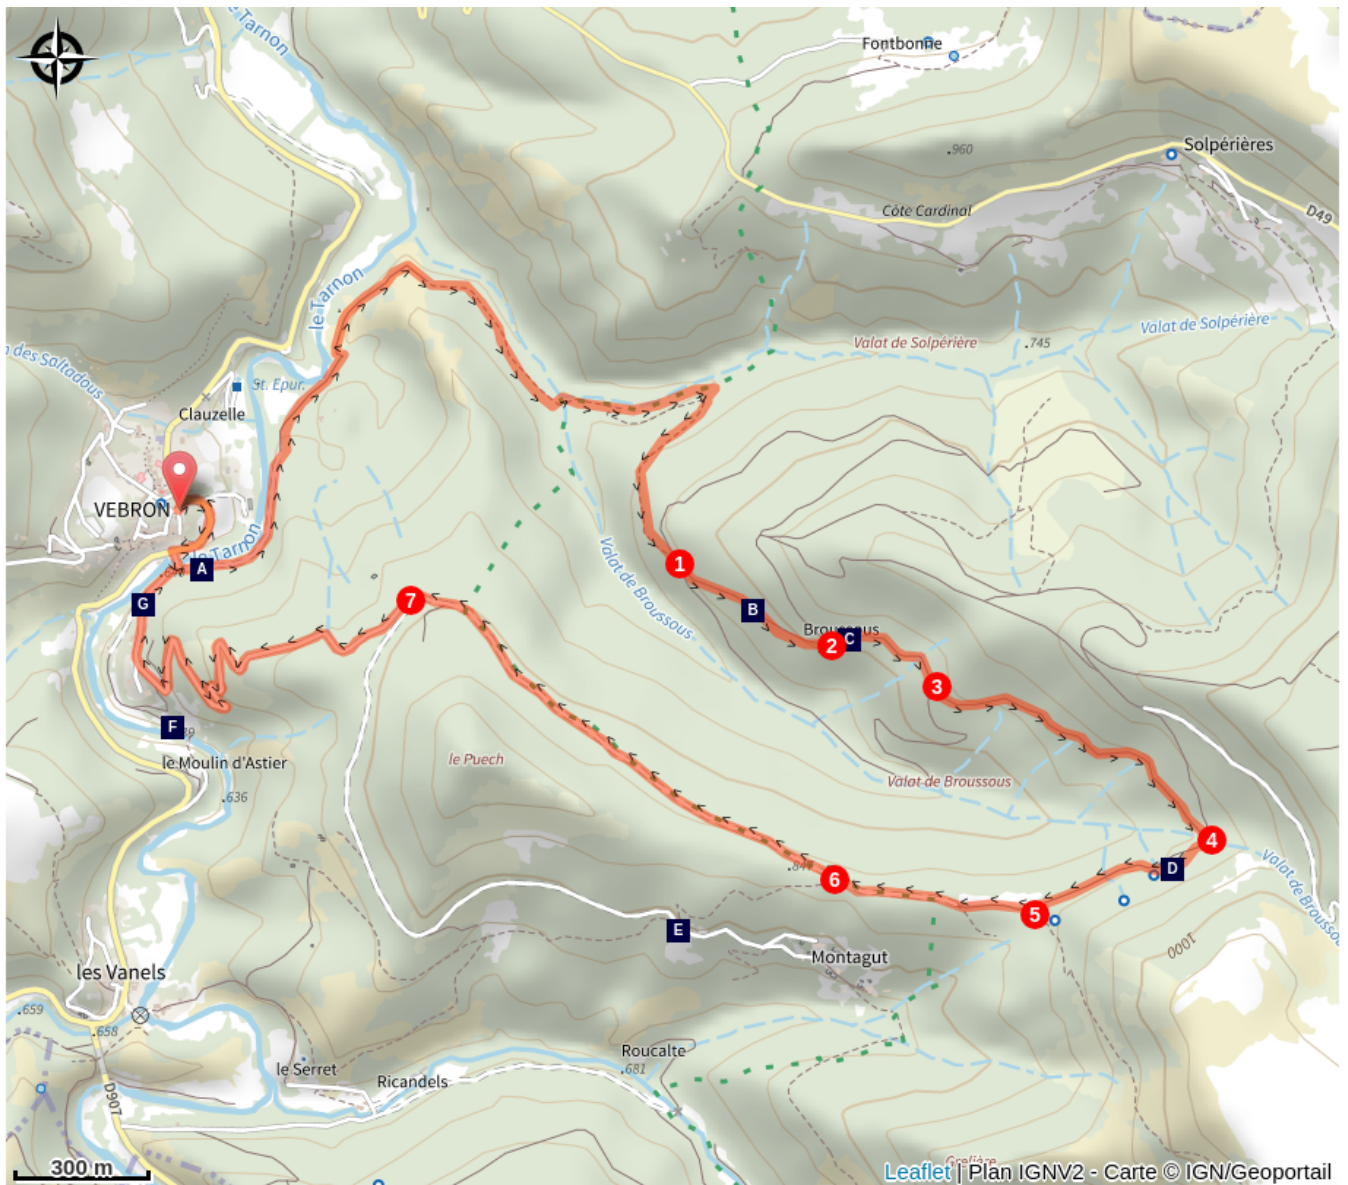 le Tarnon
Fontbonne
.960
Solpérières
Côte Cardinal
D49
le Tarnon
Valat de Solpérière
Valat de Solpérière
.745
n des Saltadous
St. Epur.
Clauzelle
VEBRON
le Tarnon
A
1
G
7
Valat de Broussous
B
Broussous
2
C
3
F
le Moulin d'Astier
.636
le Puech
Valat de Broussous
4
D
Valat de Broussou
6
5
E
Montagut
1000
les Vanels
.659
.658
le Serret
Ricandels
Roucalte
.681
D907
300 m
Leaflet | Plan IGNV2 - Carte © IGN/Geoportail